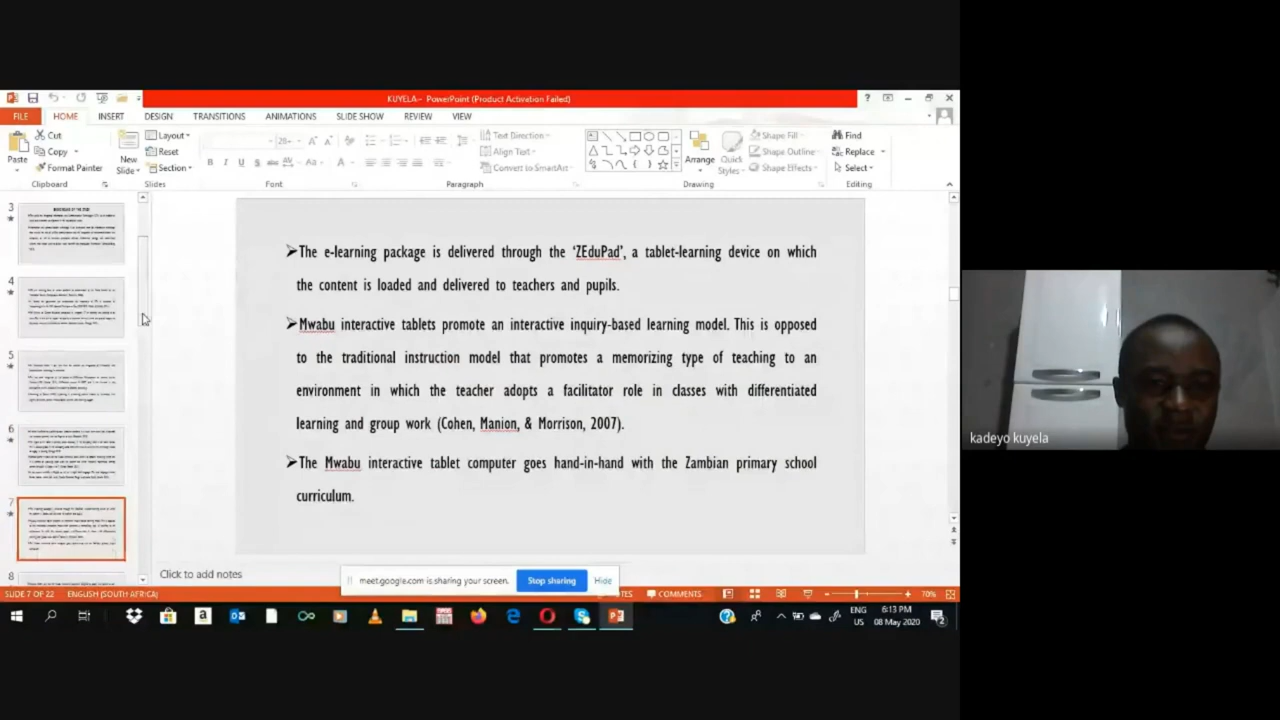 KUYELA- PowerPoint (Product Activation Failed)
FILE HOME INSERT DESIGN TRANSITIONS ANIMATIONS SLIDE SHOW REVIEW VIEW
Cut
Copy
Format Painter
Paste
Clipboard
New
Slide
Layout
Reset
Section
Slides
Font
Text Direction
Align Text
Convert to SmartArt
Paragraph
Arrange
Quick
Styles
Shape Fill
Shape Outline
Shape Effects
Drawing
Find
Replace
Select
Editing
3
4
5
6
7
8
➢The e-learning package is delivered through the ‘ZEduPad’, a tablet-learning device on which
the content is loaded and delivered to teachers and pupils.
➢Mwabu interactive tablets promote an interactive inquiry-based learning model. This is opposed
to the traditional instruction model that promotes a memorizing type of teaching to an
environment in which the teacher adopts a facilitator role in classes with differentiated
learning and group work (Cohen, Manion, & Morrison, 2007).
➢The Mwabu interactive tablet computer goes hand-in-hand with the Zambian primary school
curriculum.
kadeyo kuyela
Click to add notes
meet.google.com is sharing your screen. Stop sharing Hide
SLIDE 7 OF 22 ENGLISH (SOUTH AFRICA) COMMENTS 70%
ENG 6:13 PM
US 08 May 2020